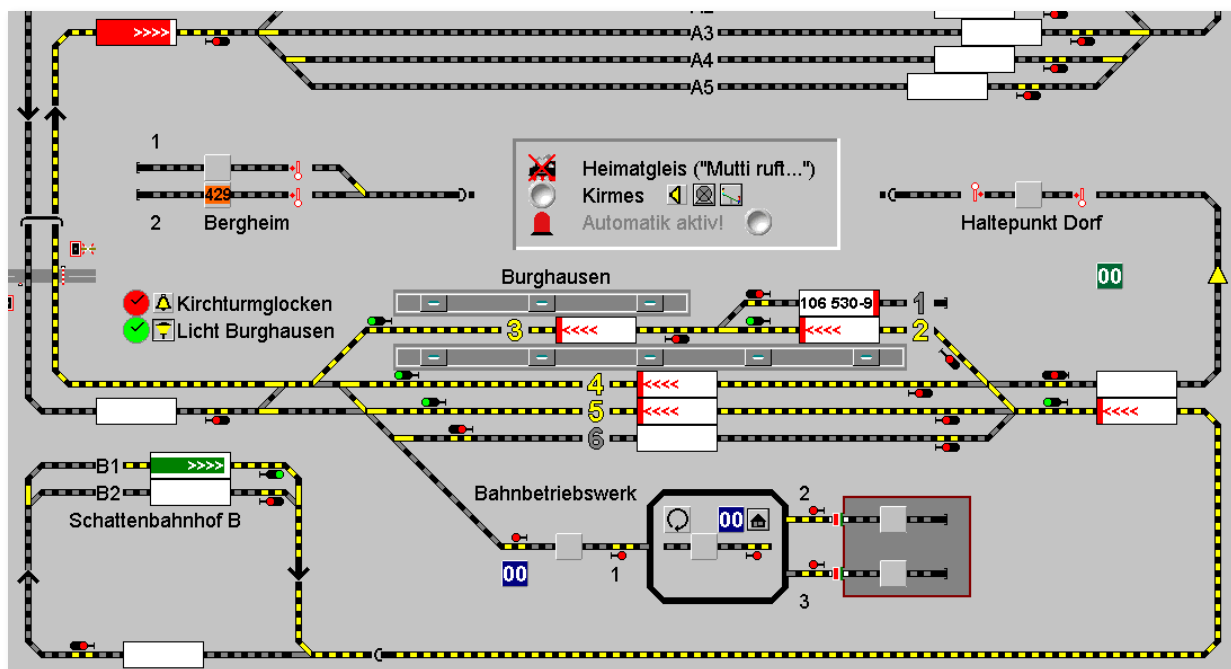 >>>>
A3
A4
A5
1
429
2
Bergheim
Heimatgleis ("Mutti ruft...")
Kirmes
Automatik aktiv!
Haltepunkt Dorf
00
Burghausen
Kirchturmglocken
Licht Burghausen
106 530-9
1
3
<<<<
<<<<
2
4
<<<<
5
<<<<
<<<<
6
B1
>>>>
B2
Schattenbahnhof B
Bahnbetriebswerk
2
00
00
1
3